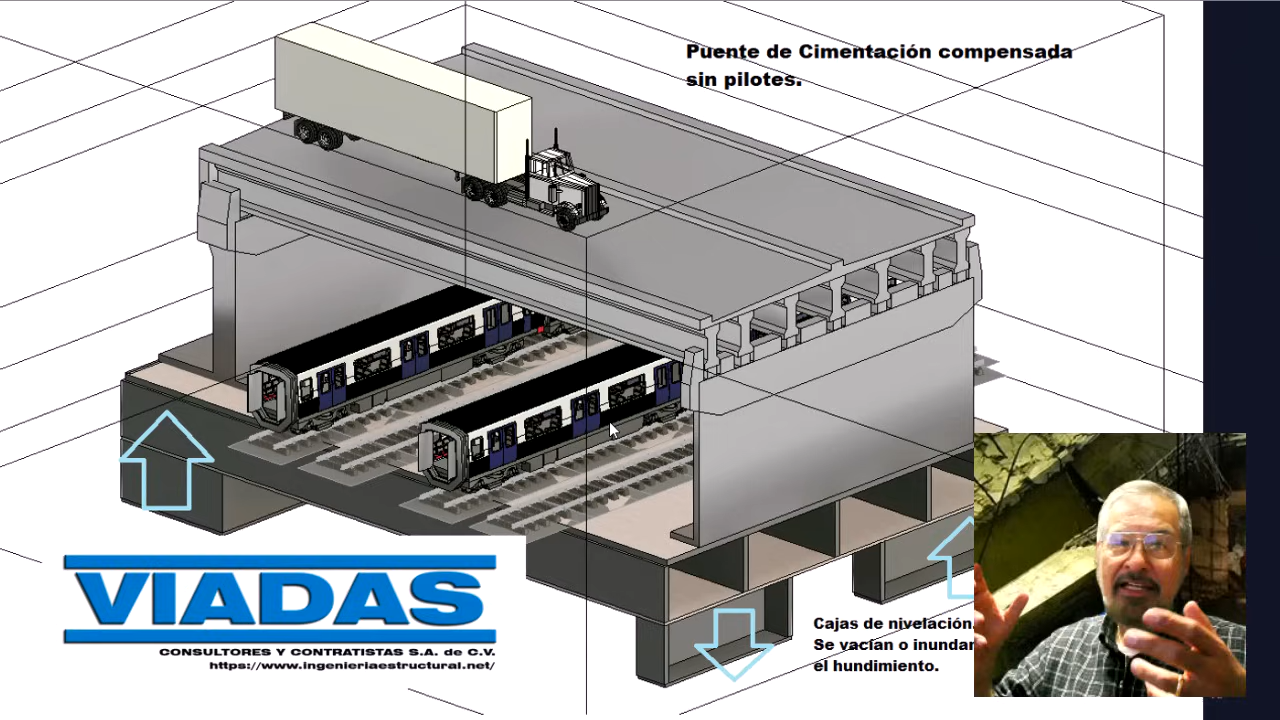 Puente de Cimentación compensada
sin pilotes.
VIADAS
CONSULTORES Y CONTRATISTAS S.A. de C.V.
https://www.ingenieriaestructural.net/
Cajas de nivelación.
Se vacían o inundan
el hundimiento.